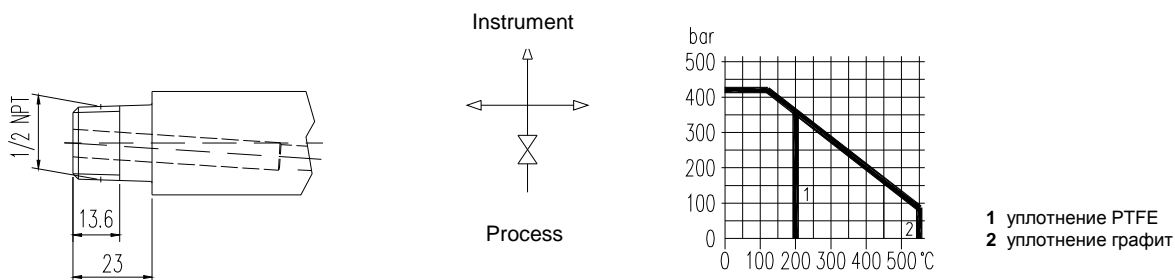 1/2 NPT
13.6
23
Instrument
Process
bar
500
400
300
200
100
0
0 100 200 300 400 500 °C
1
2
1 уплотнение PTFE
2 уплотнение графит